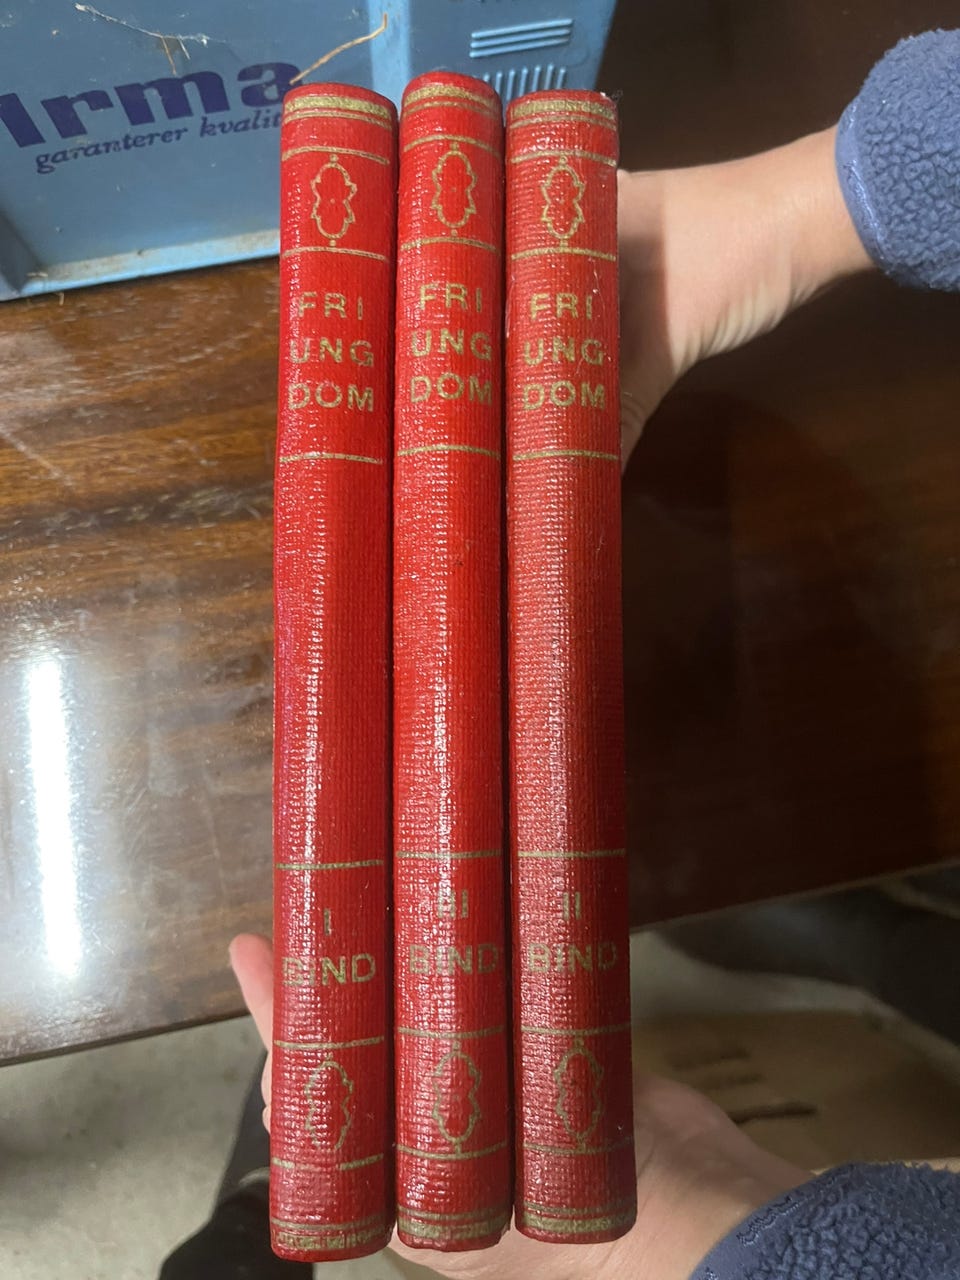 Irma
garanterer kvalit
FRI
UNG
DOM
I
BIND
FRI
UNG
DOM
III
BIND
FRI
UNG
DOM
II
BIND